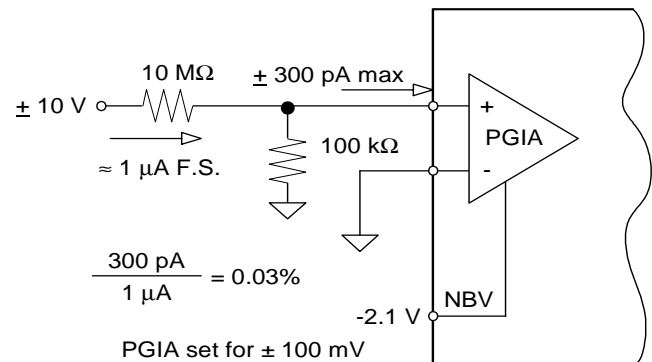 10 MΩ
± 300 pA max
± 10 V
+
PGIA
≈ 1 μA F.S.
100 kΩ
-
300 pA
1 μA
= 0.03%
NBV
-2.1 V
PGIA set for ± 100 mV